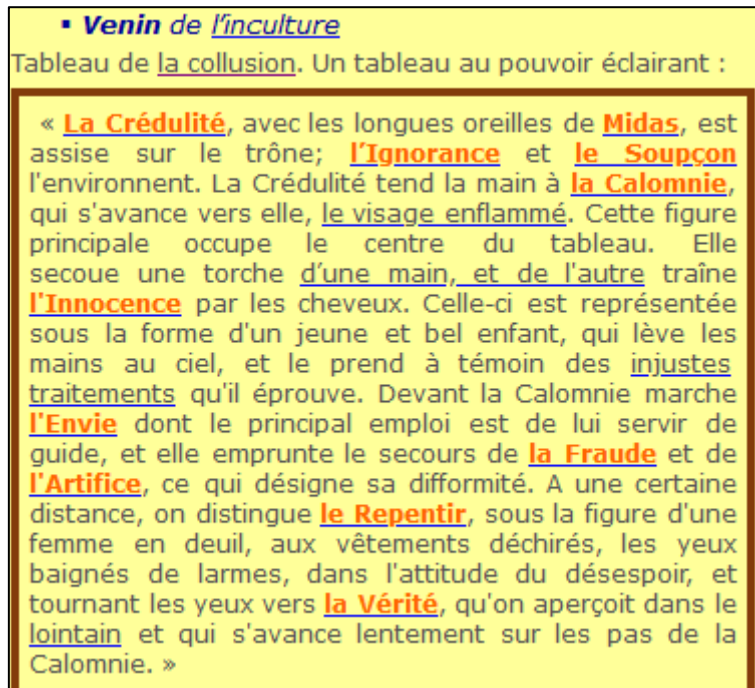 ▪ Venin de l'inculture
Tableau de la collusion. Un tableau au pouvoir éclairant :
« La Crédulité, avec les longues oreilles de Midas, est
assise sur le trône; l’Ignorance et le Soupçon
l'environnent. La Crédulité tend la main à la Calomnie,
qui s'avance vers elle, le visage enflammé. Cette figure
principale occupe le centre du tableau. Elle
secoue une torche d’une main, et de l'autre traîne
l'Innocence par les cheveux. Celle-ci est représentée
sous la forme d'un jeune et bel enfant, qui lève les
mains au ciel, et le prend à témoin des injustes
traitements qu'il éprouve. Devant la Calomnie marche
l'Envie dont le principal emploi est de lui servir de
guide, et elle emprunte le secours de la Fraude et de
l'Artifice, ce qui désigne sa difformité. A une certaine
distance, on distingue le Repentir, sous la figure d'une
femme en deuil, aux vêtements déchirés, les yeux
baignés de larmes, dans l'attitude du désespoir, et
tournant les yeux vers la Vérité, qu'on aperçoit dans le
lointain et qui s'avance lentement sur les pas de la
Calomnie. »